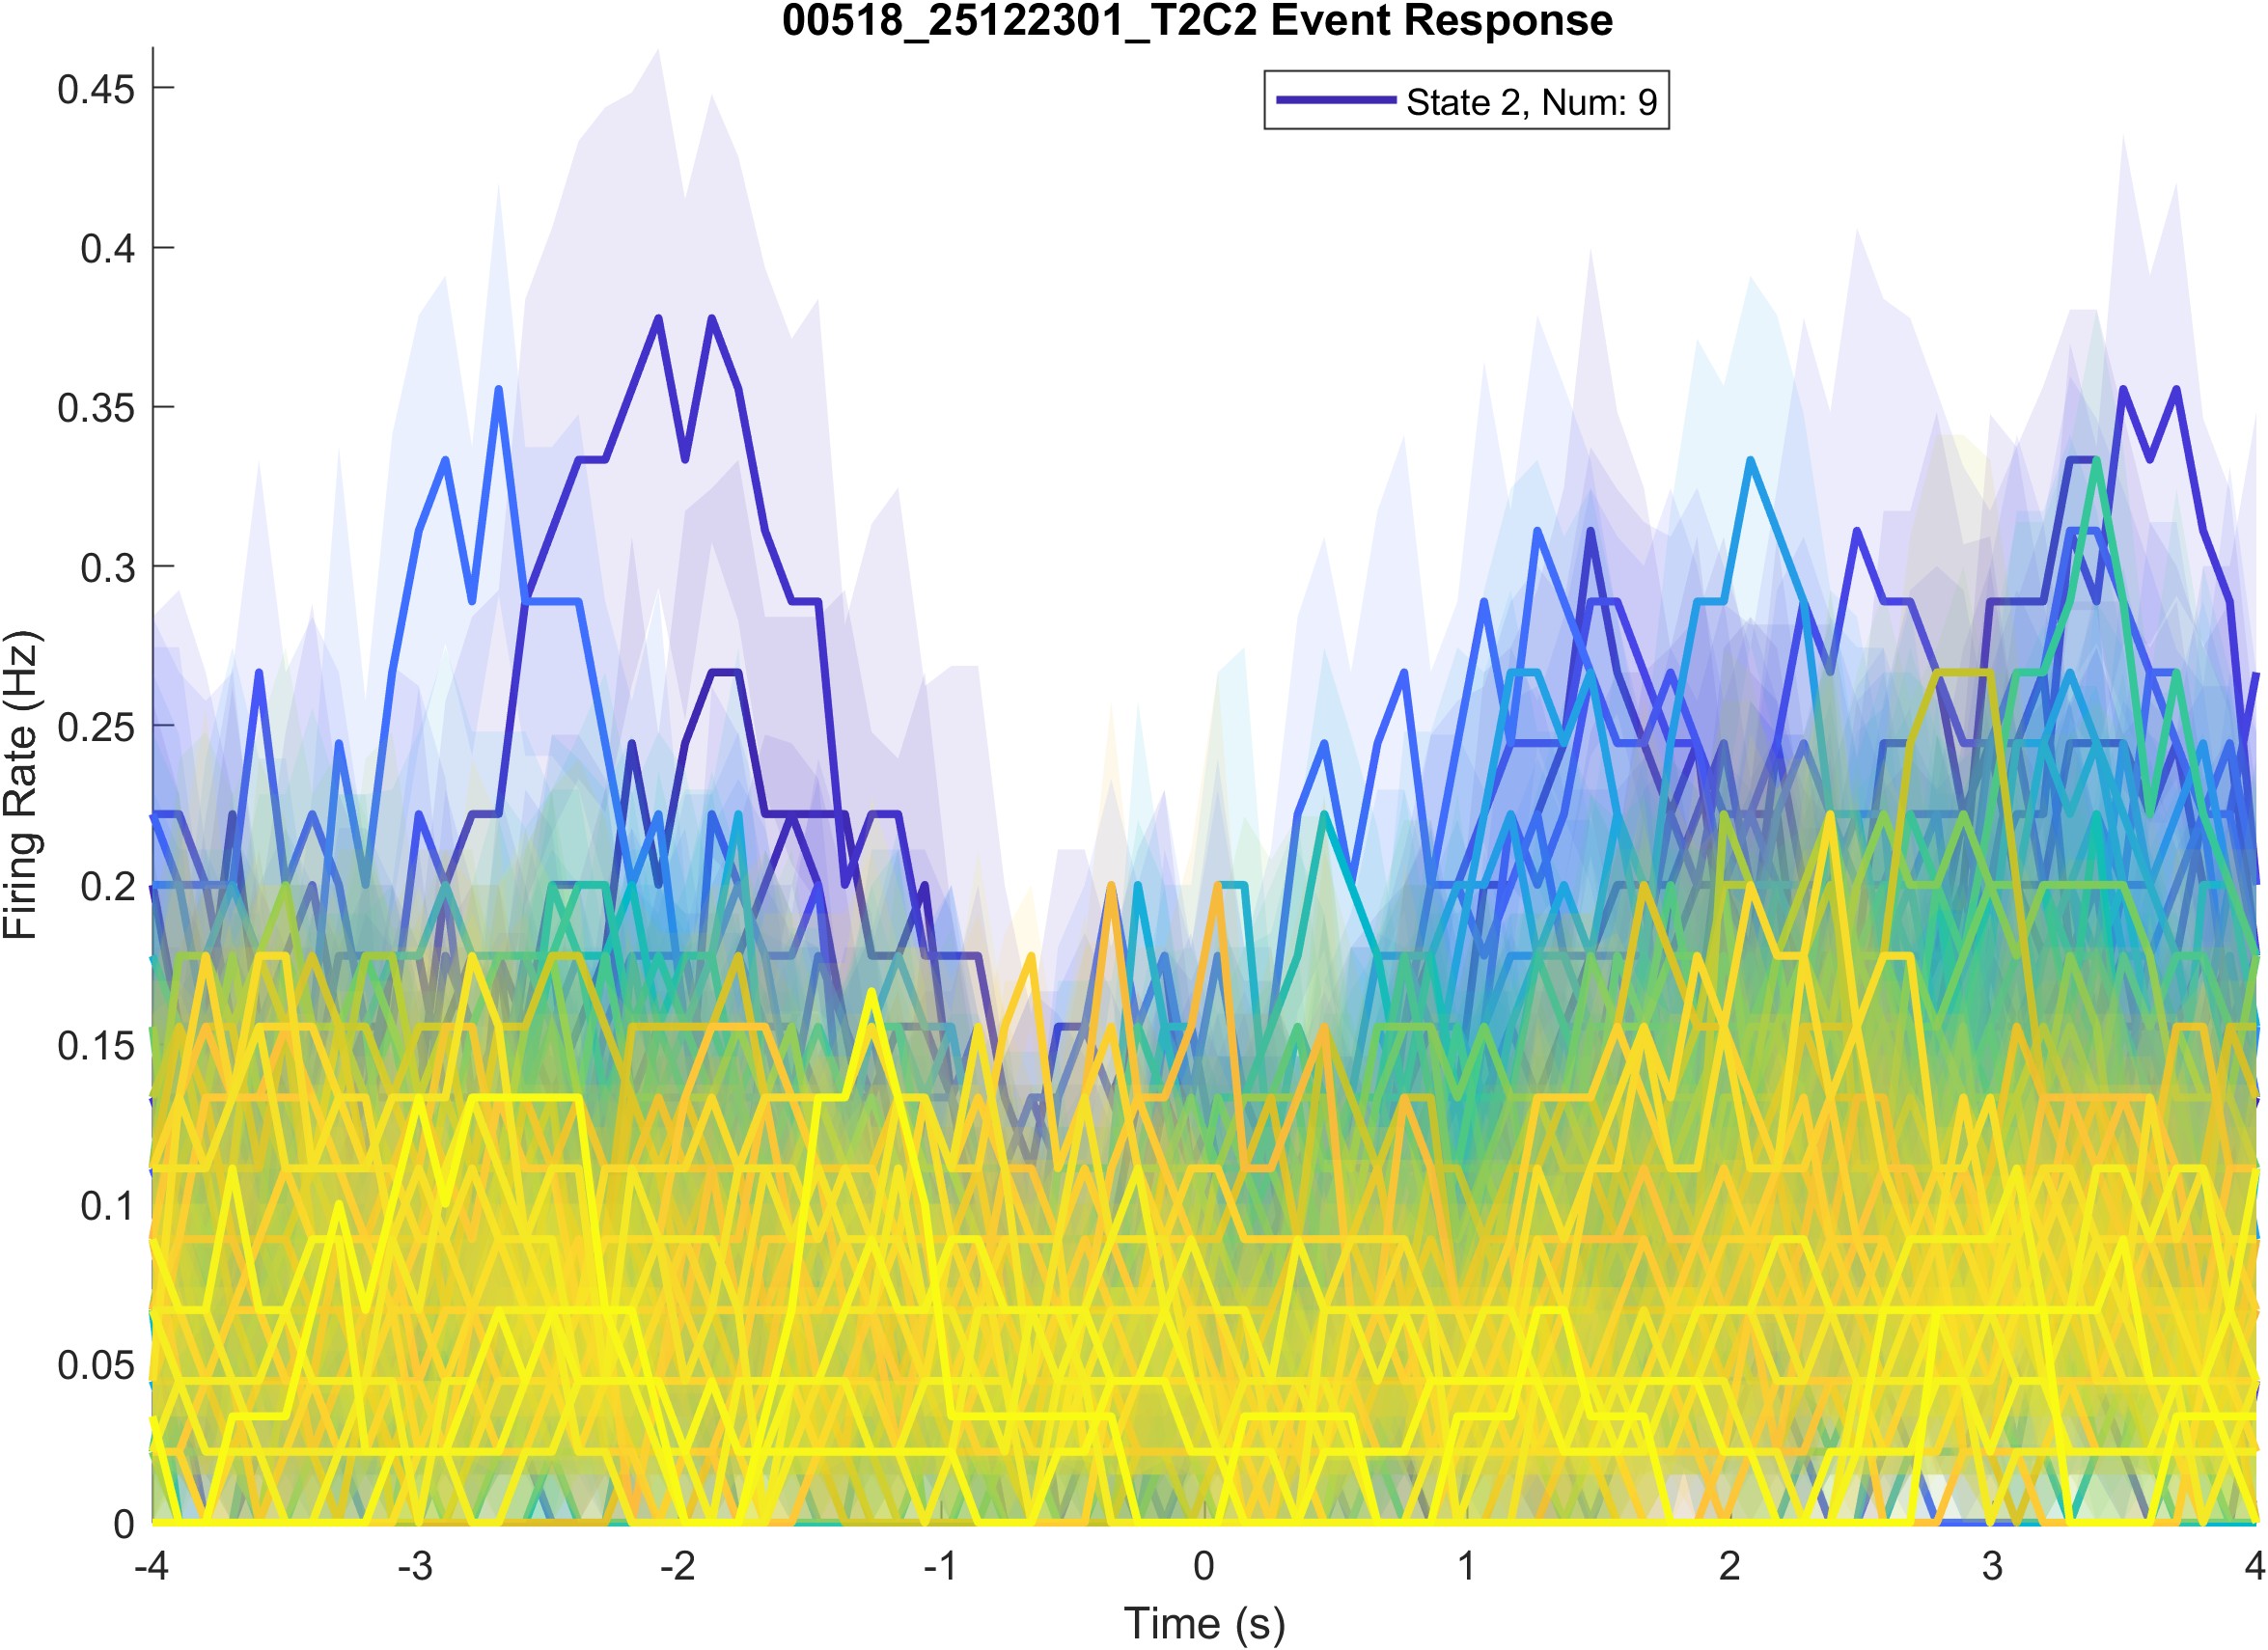 00518_25122301_T2C2 Event Response
State 2, Num: 9
Firing Rate (Hz)
0.45
0.4
0.35
0.3
0.25
0.2
0.15
0.1
0.05
0
-4 -3 -2 -1 0 1 2 3 4
Time (s)